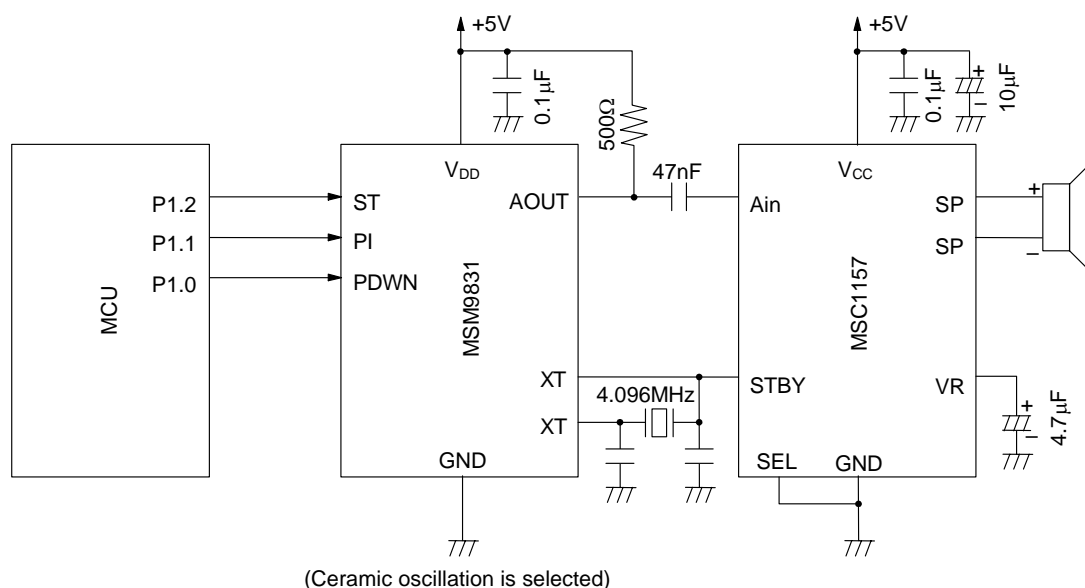 +5V
+5V
0.1µF
500Ω
0.1µF
10µF
+
−
MCU
P1.2
P1.1
P1.0
MSM9831
VDD
ST
PI
PDWN
AOUT
XT
XT
GND
47nF
4.096MHz
MSC1157
VCC
Ain
STBY
SEL
GND
SP
SP
VR
+
−
+
−
4.7µF
(Ceramic oscillation is selected)